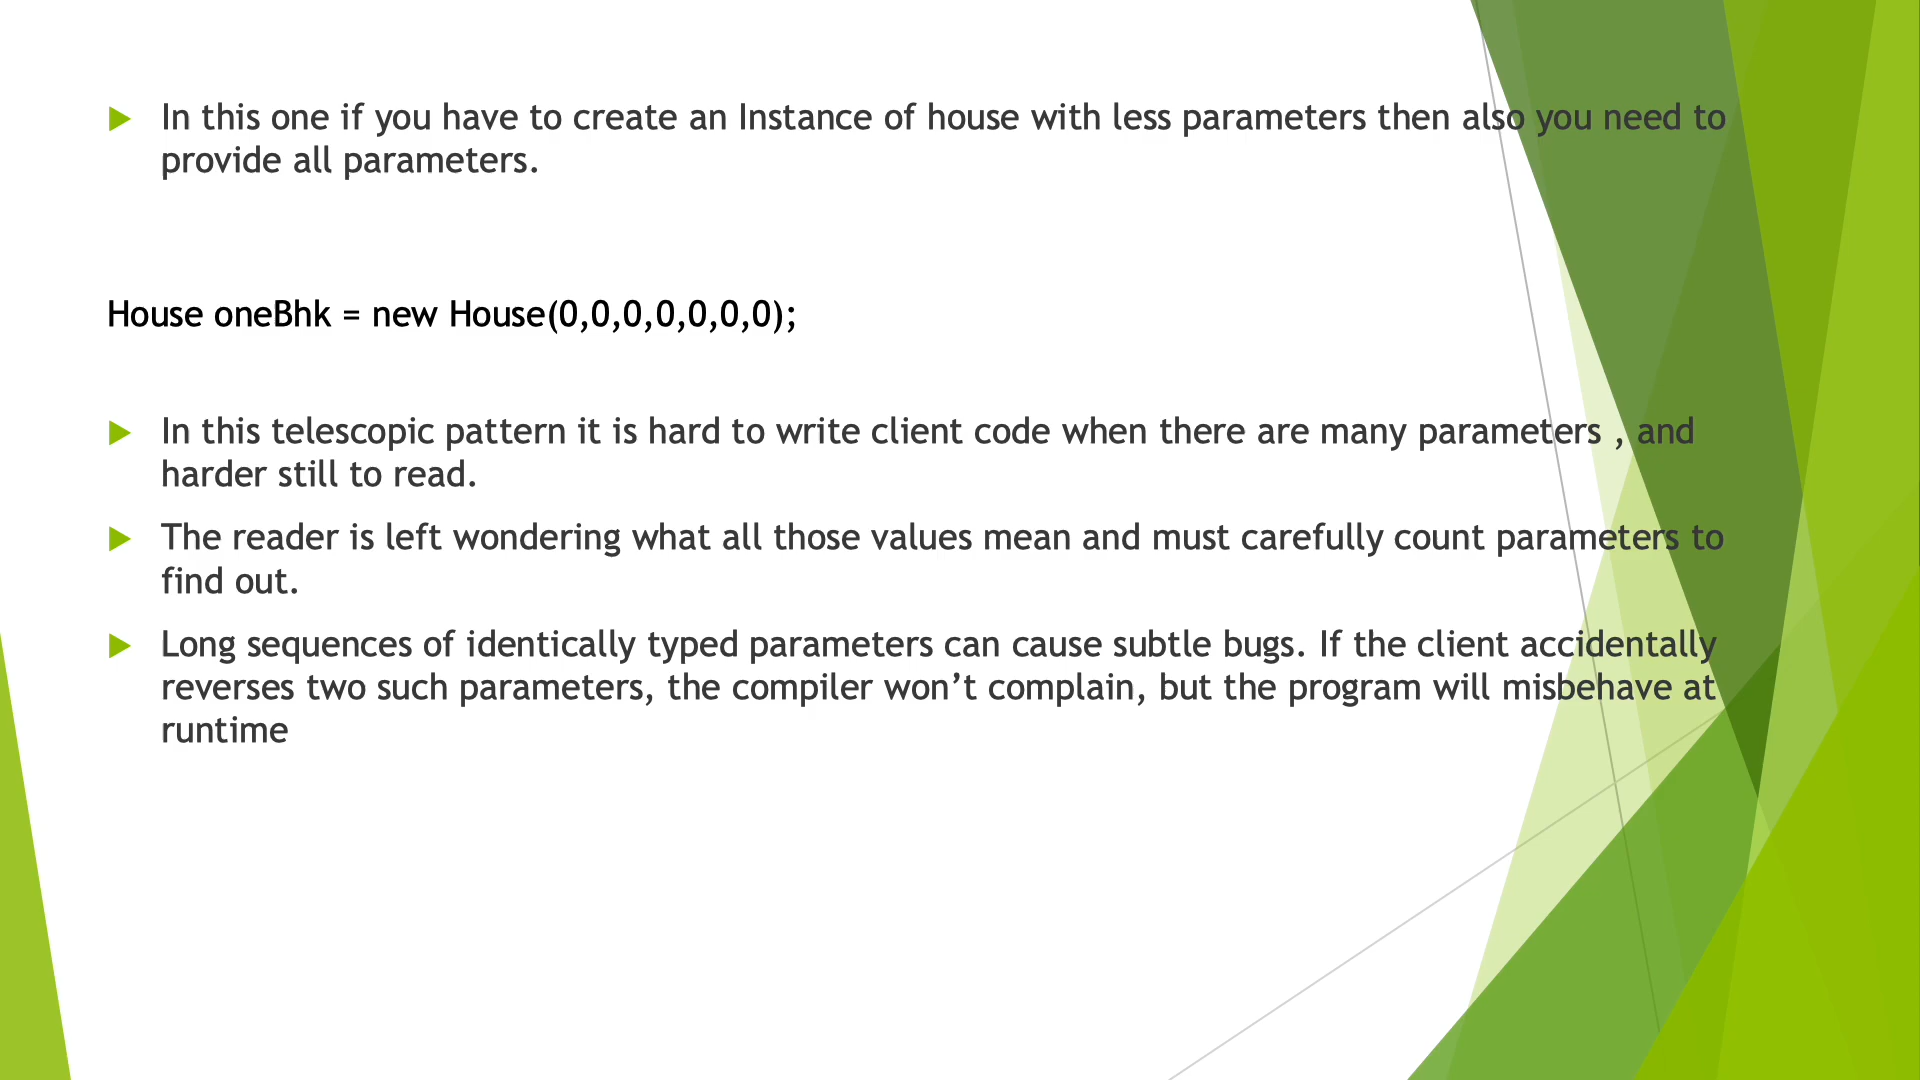 In this one if you have to create an Instance of house with less parameters then also you need to
provide all parameters.
House oneBhk = new House(0,0,0,0,0,0,0);
In this telescopic pattern it is hard to write client code when there are many parameters , and
harder still to read.
The reader is left wondering what all those values mean and must carefully count parameters to
find out.
Long sequences of identically typed parameters can cause subtle bugs. If the client accidentally
reverses two such parameters, the compiler won’t complain, but the program will misbehave at
runtime